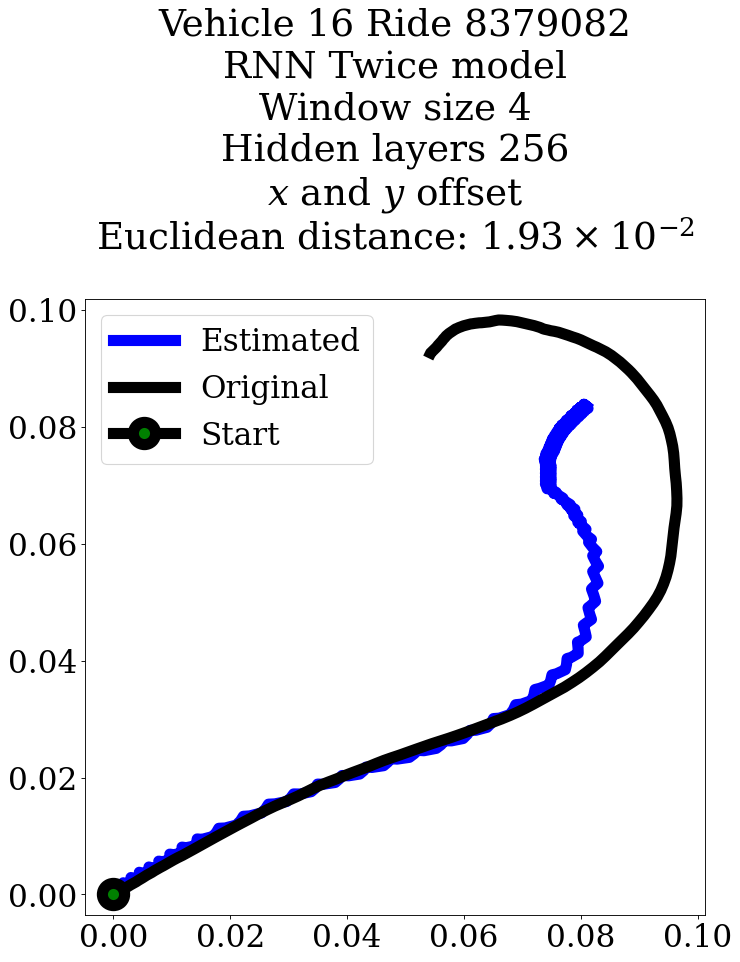 Vehicle 16 Ride 8379082
RNN Twice model
Window size 4
Hidden layers 256
x and y offset
Euclidean distance: 1.93 × 10⁻²
Estimated
Original
Start
0.10
0.08
0.06
0.04
0.02
0.00
0.00 0.02 0.04 0.06 0.08 0.10